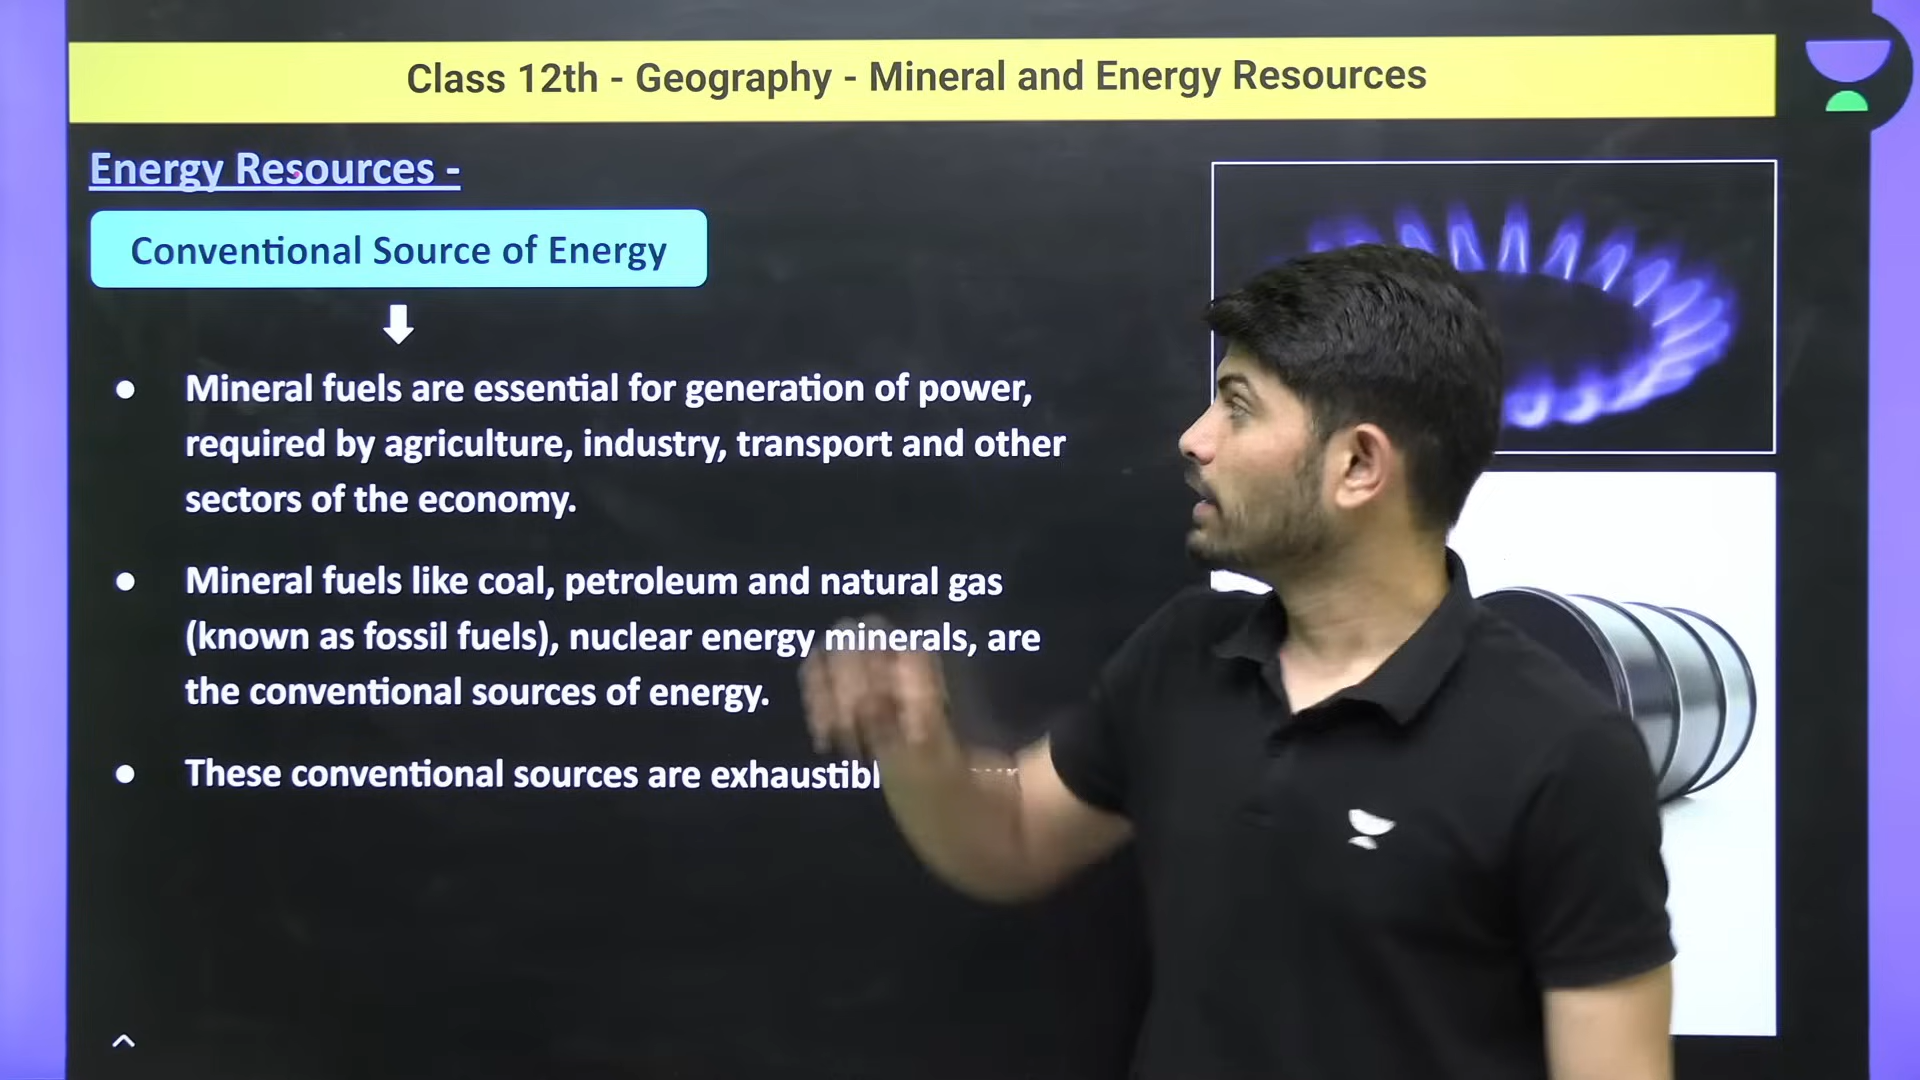 Class 12th - Geography - Mineral and Energy Resources
Energy Resources -
Conventional Source of Energy
Mineral fuels are essential for generation of power,
required by agriculture, industry, transport and other
sectors of the economy.
Mineral fuels like coal, petroleum and natural gas
(known as fossil fuels), nuclear energy minerals, are
the conventional sources of energy.
These conventional sources are